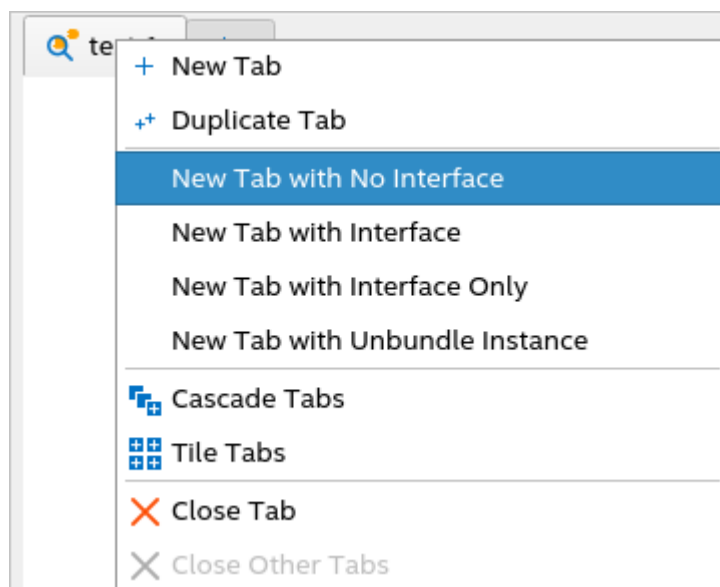 New Tab
Duplicate Tab
New Tab with No Interface
New Tab with Interface
New Tab with Interface Only
New Tab with Unbundle Instance
Cascade Tabs
Tile Tabs
Close Tab
Close Other Tabs